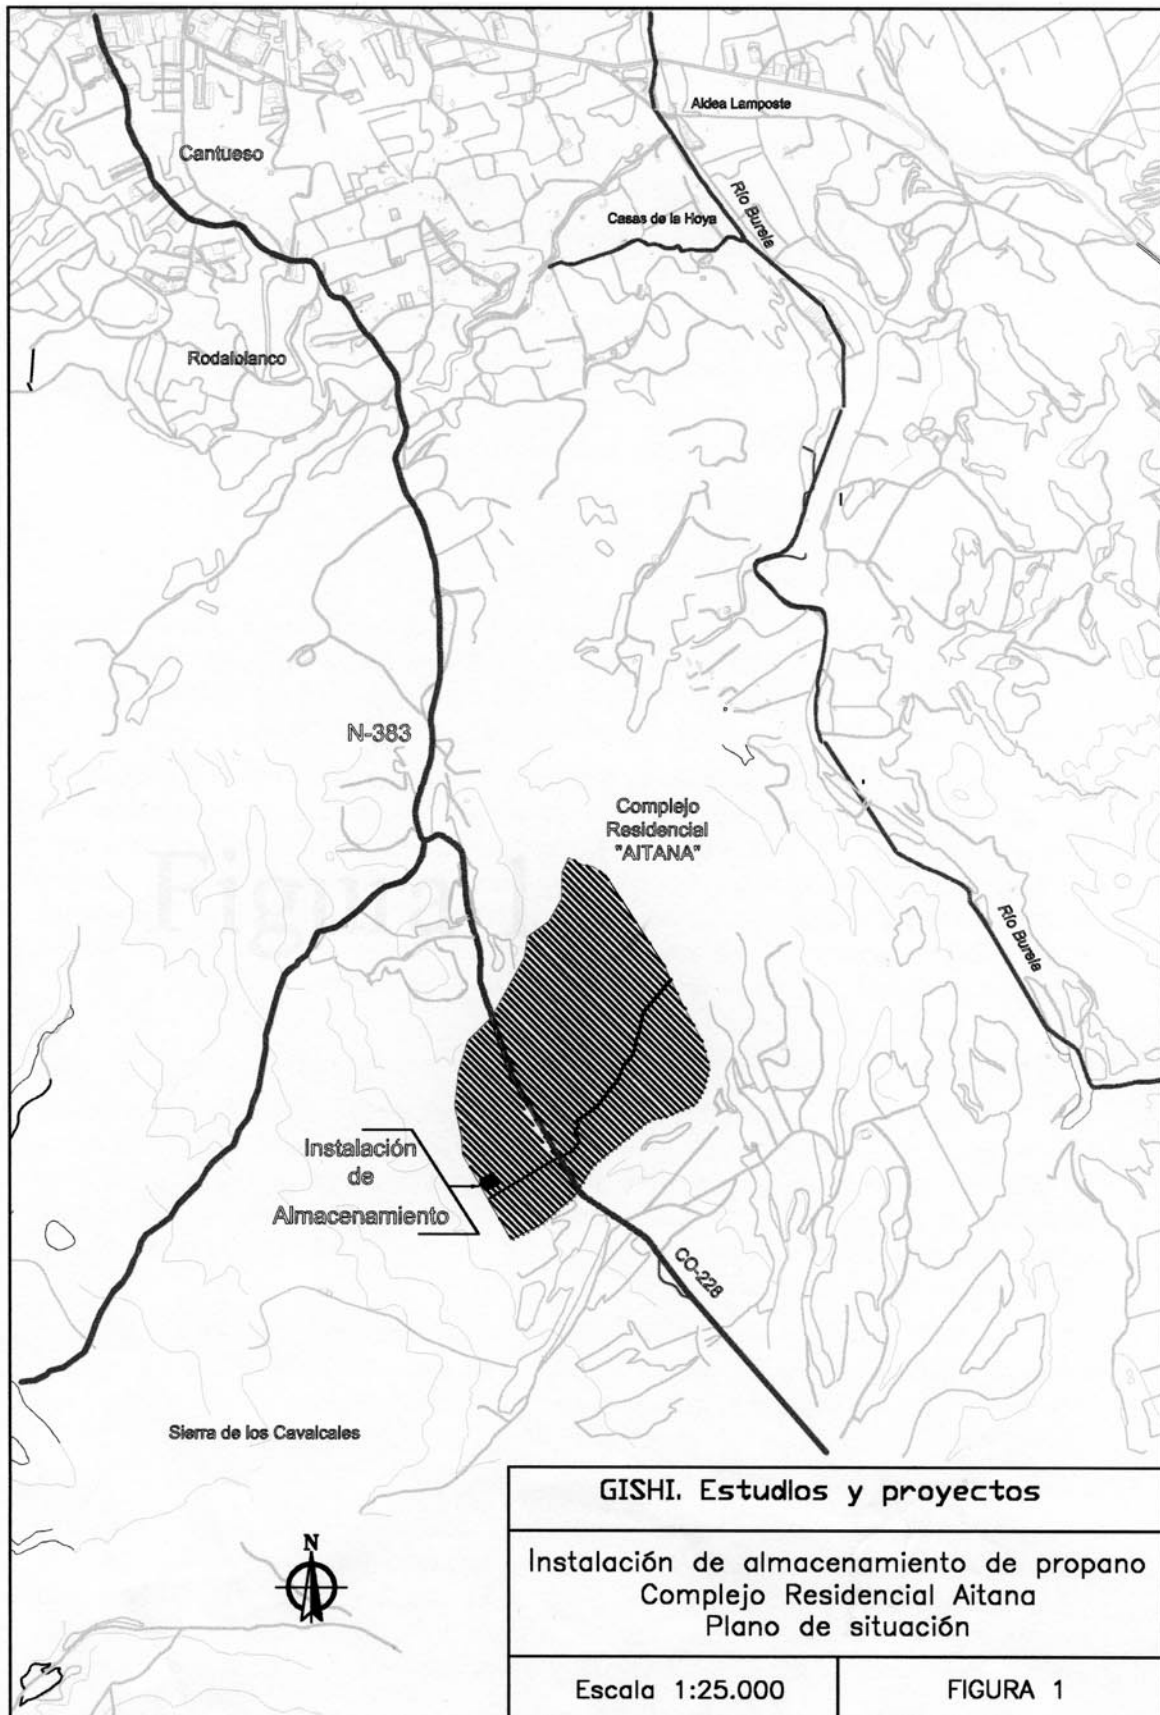 Aldea Lamposte
Cantueso
Río Burela
Casas de la Hoya
Rodalblanco
N-383
Complejo
Residencial
"AITANA"
Río Burela
Instalación
de
Almacenamiento
CO-228
Sierra de los Cavalcales
N
GISHI. Estudios y proyectos
Instalación de almacenamiento de propano
Complejo Residencial Aitana
Plano de situación
Escala 1:25.000
FIGURA 1